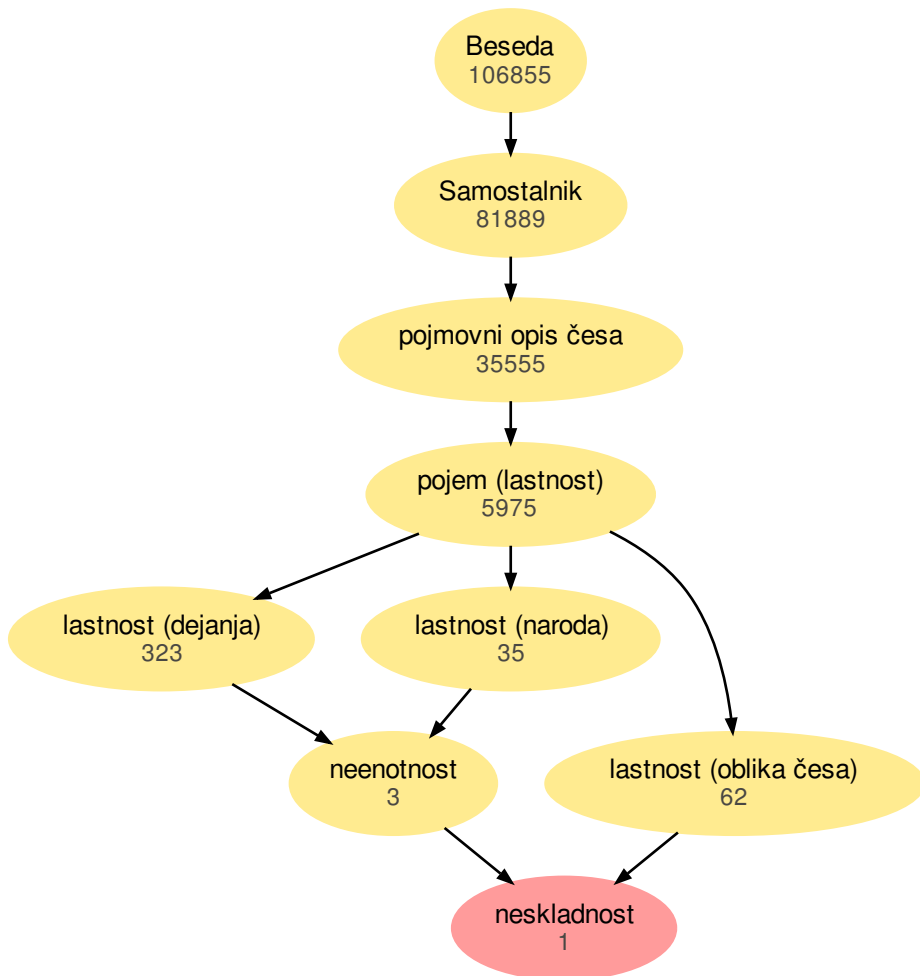 Beseda
106855
Samostalnik
81889
pojmovni opis česa
35555
pojem (lastnost)
5975
lastnost (dejanja)
323
lastnost (naroda)
35
neenotnost
3
lastnost (oblika česa)
62
neskladnost
1